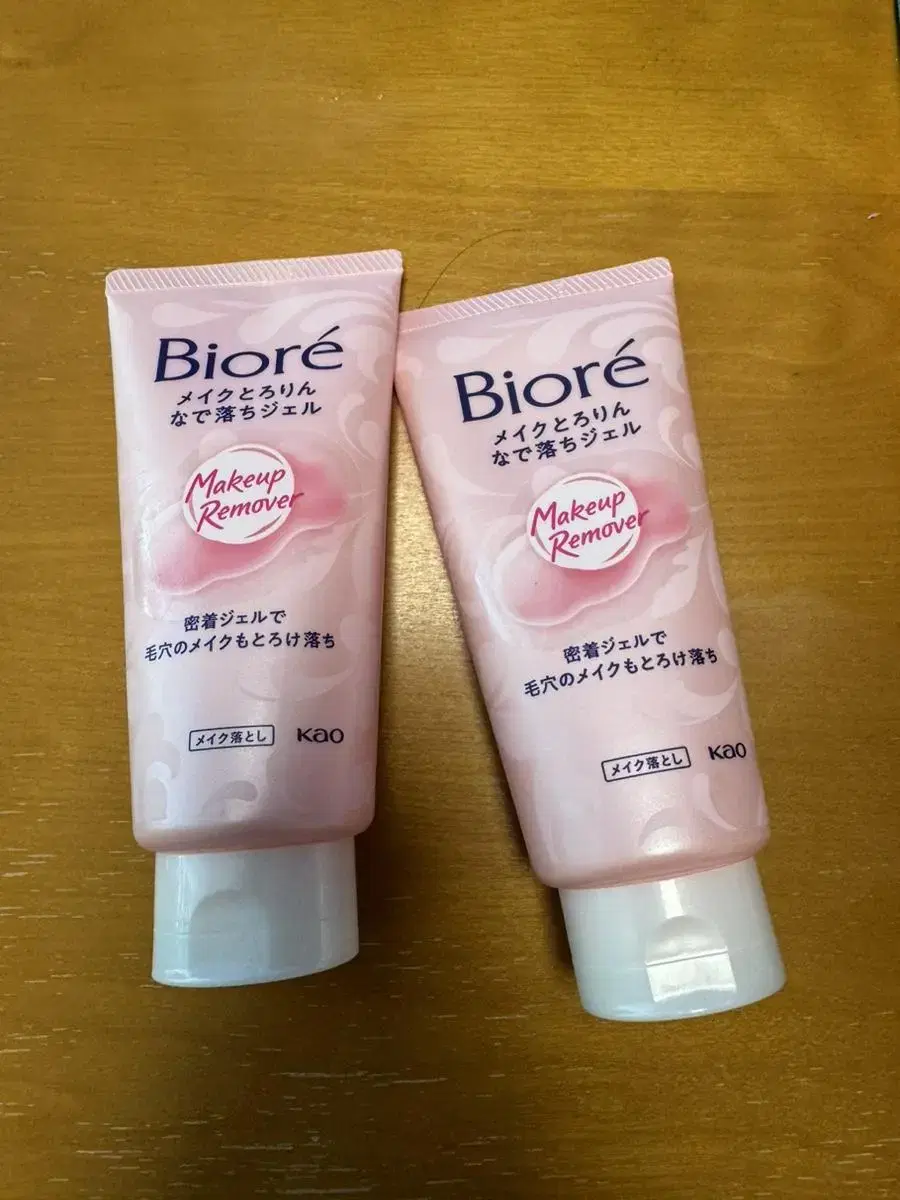 Bioré
メイクとろりん
なで落ちジェル
Makeup
Remover
密着ジェルで
毛穴のメイクもとろけ落ち
メイク落とし
Kao
Bioré
メイクとろりん
なで落ちジェル
Makeup
Remover
密着ジェルで
毛穴のメイクもとろけ落ち
メイク落とし
Kao